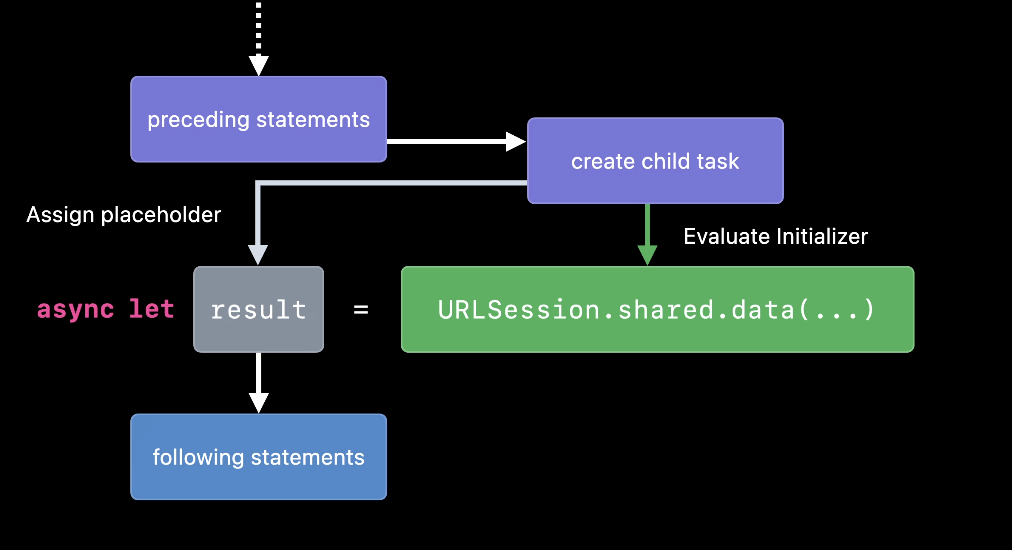 preceding statements
create child task
Assign placeholder
Evaluate Initializer
async let result = URLSession.shared.data(...)
following statements